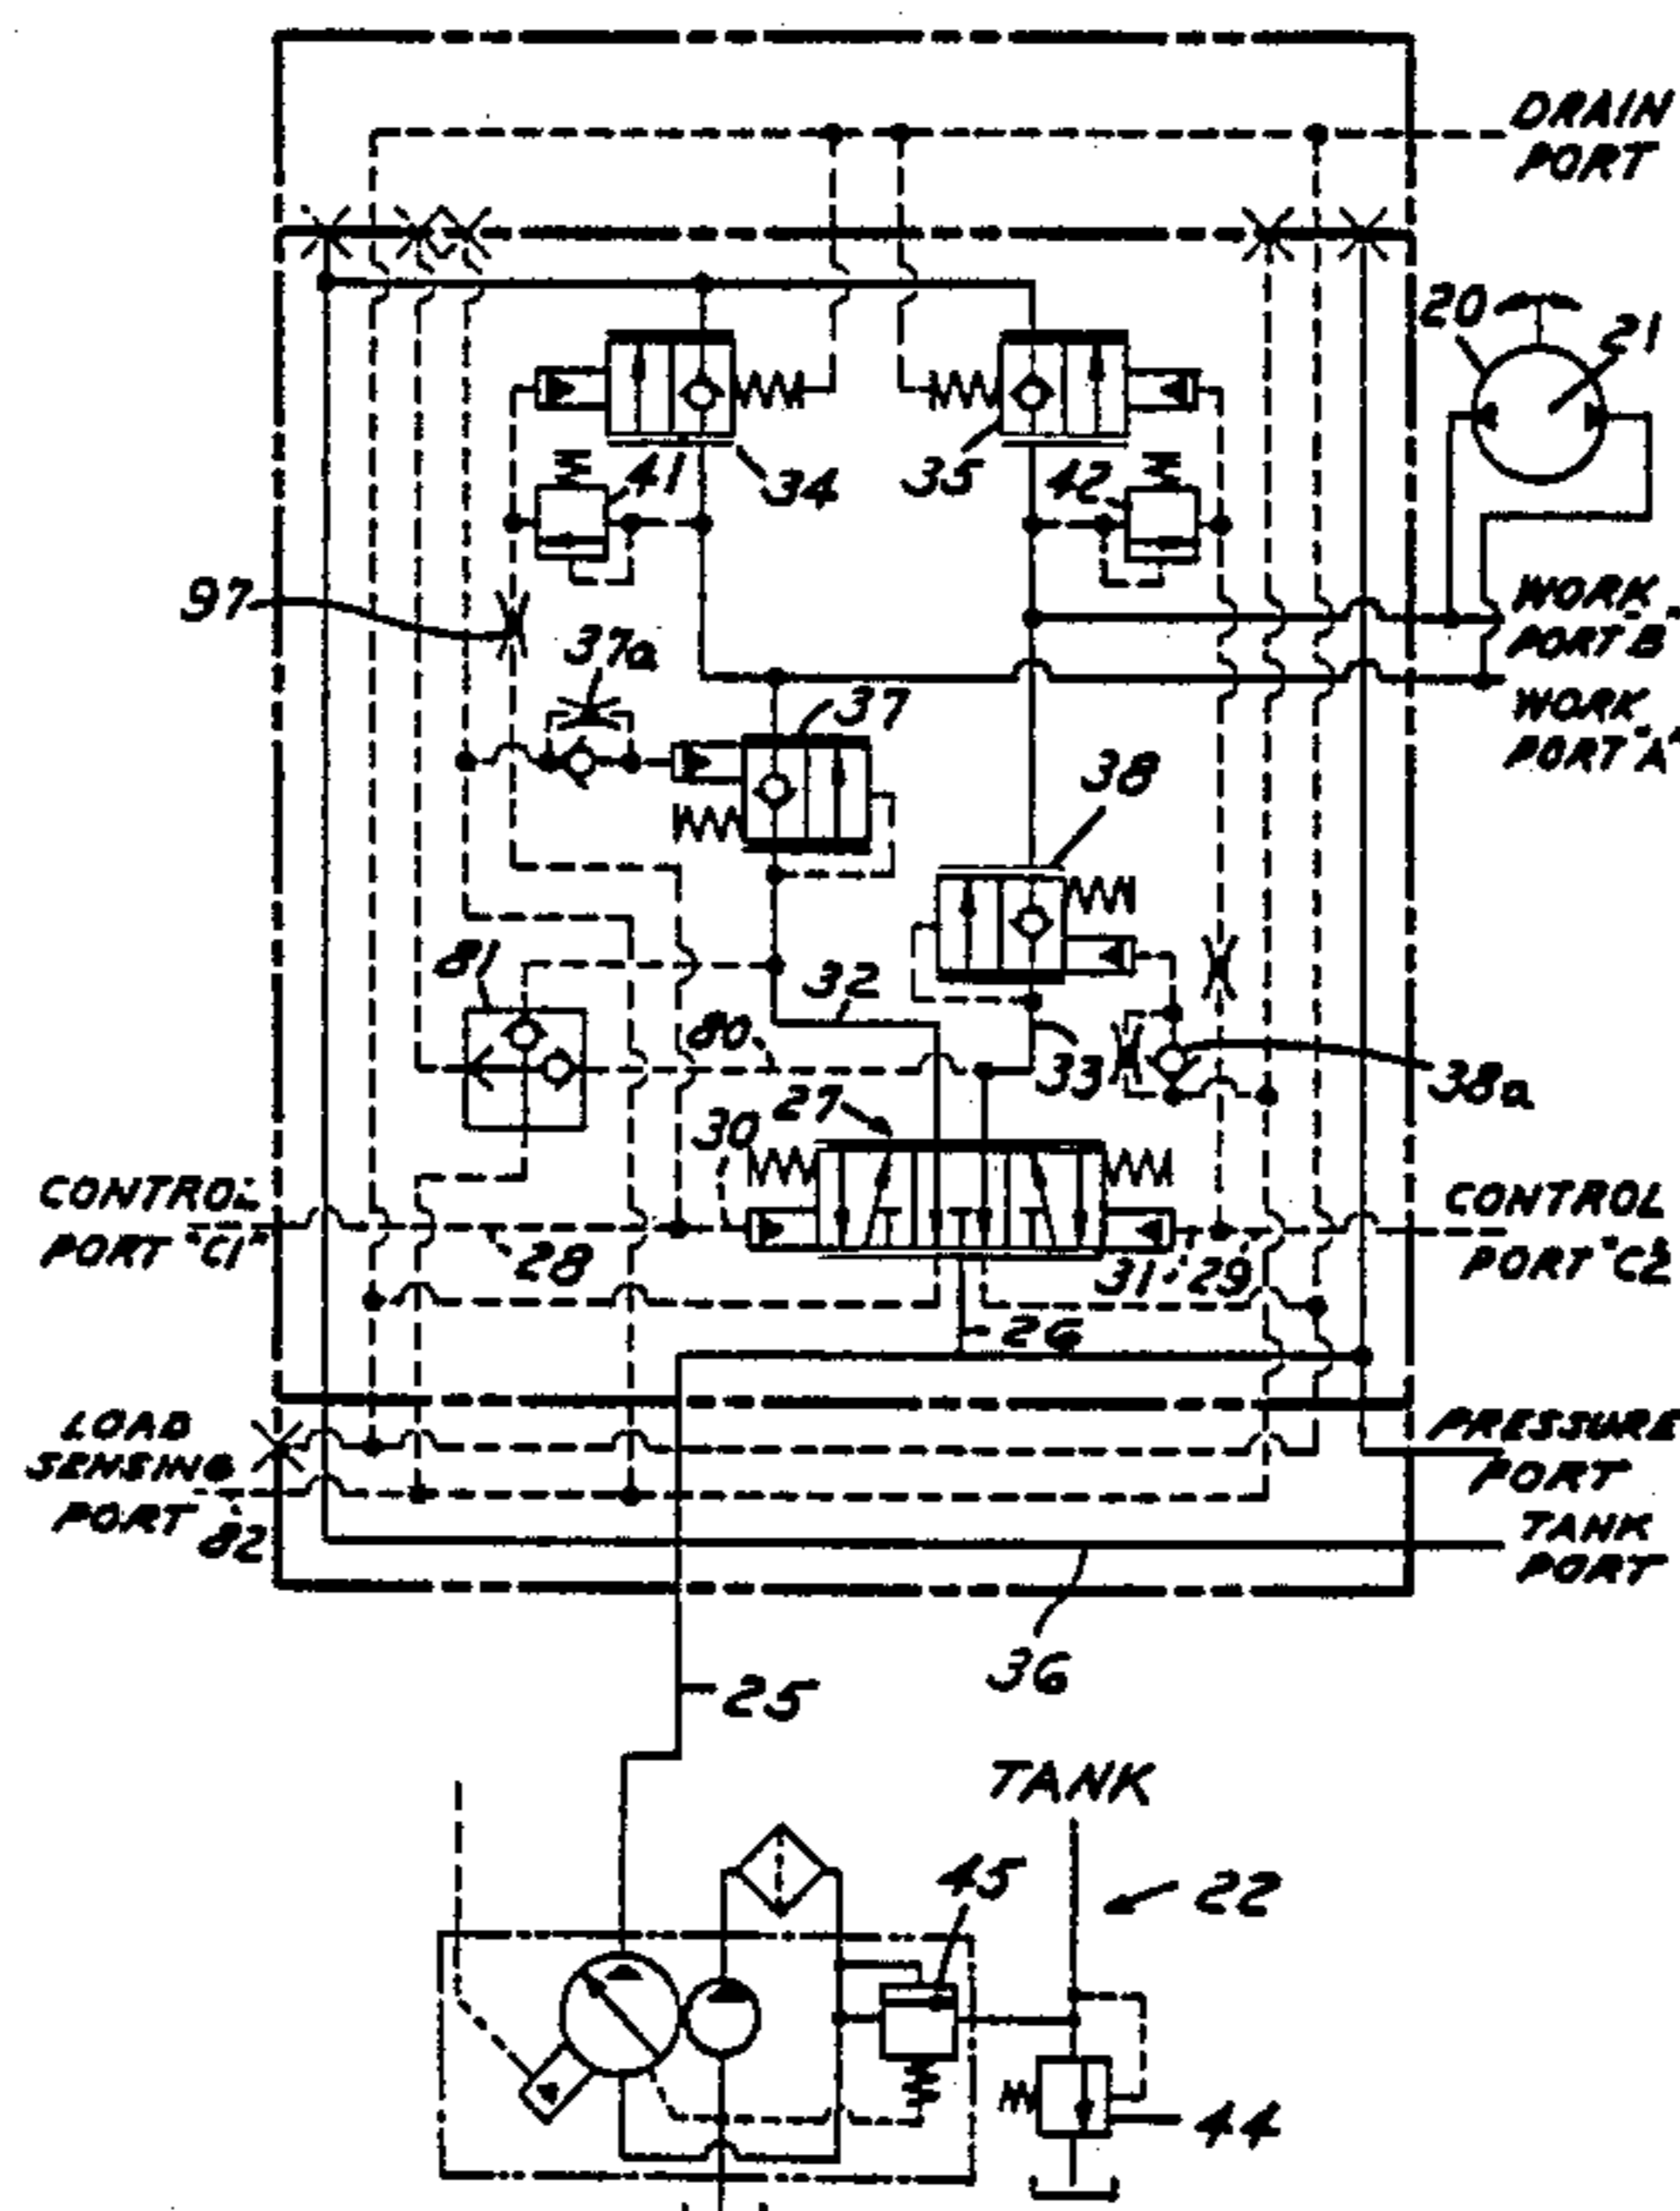 DRAIN
PORT
20
21
41
34
35
42
97
37a
WORK
PORT "B"
37
WORK
PORT "A"
38
81
32
80
33
38a
27
30
CONTROL
PORT "C1"
28
31
29
CONTROL
PORT "C2
26
LOAD
SENSING
PORT
82
PRESSURE
PORT
TANK
PORT
36
25
TANK
45
22
44